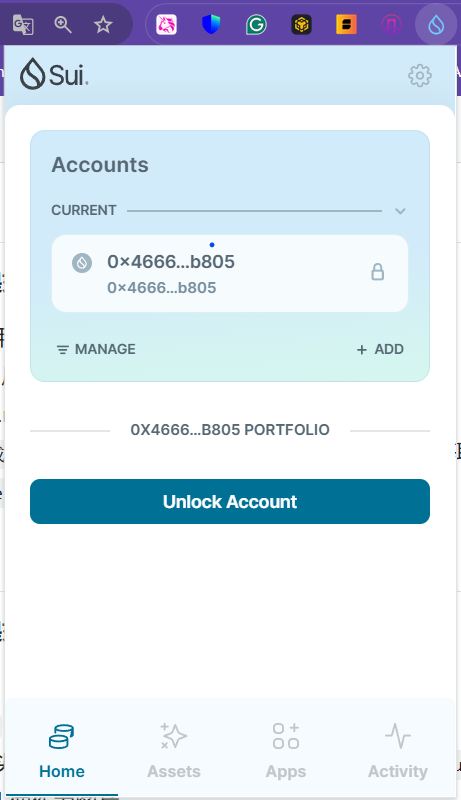 Sui.
Accounts
CURRENT
0×4666...b805
0×4666...b805
MANAGE
+ ADD
0X4666...B805 PORTFOLIO
Unlock Account
Home
Assets
Apps
Activity